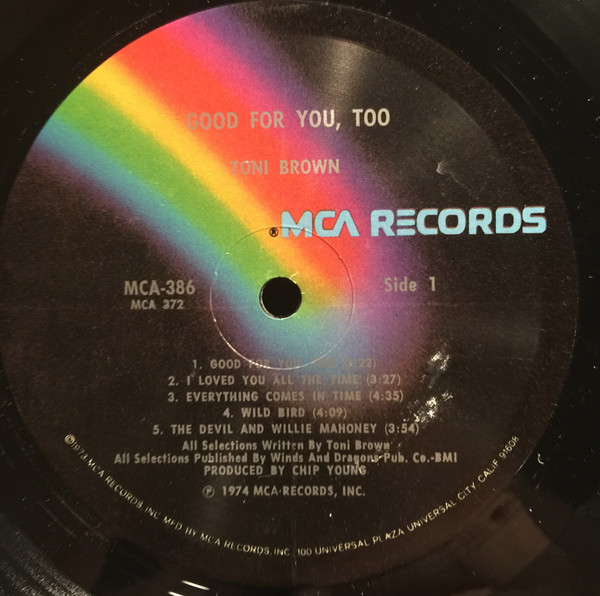 GOOD FOR YOU, TOO
TONI BROWN
® MCA RECORDS
MCA-386
MCA 372
Side 1
1. GOOD FOR YOU
2. I LOVED YOU ALL THE TIME (3:27)
3. EVERYTHING COMES IN TIME (4:35)
4. WILD BIRD (4:09)
5. THE DEVIL AND WILLIE MAHONEY (3:54)
All Selections Written By Toni Brown
All Selections Published By Winds And Dragons Pub. Co.-BMI
PRODUCED BY CHIP YOUNG
℗ 1974 MCA RECORDS, INC.
MCA RECORDS, INC. MFD BY MCA RECORDS, INC. 100 UNIVERSAL PLAZA UNIVERSAL CITY, CALIF. 91608